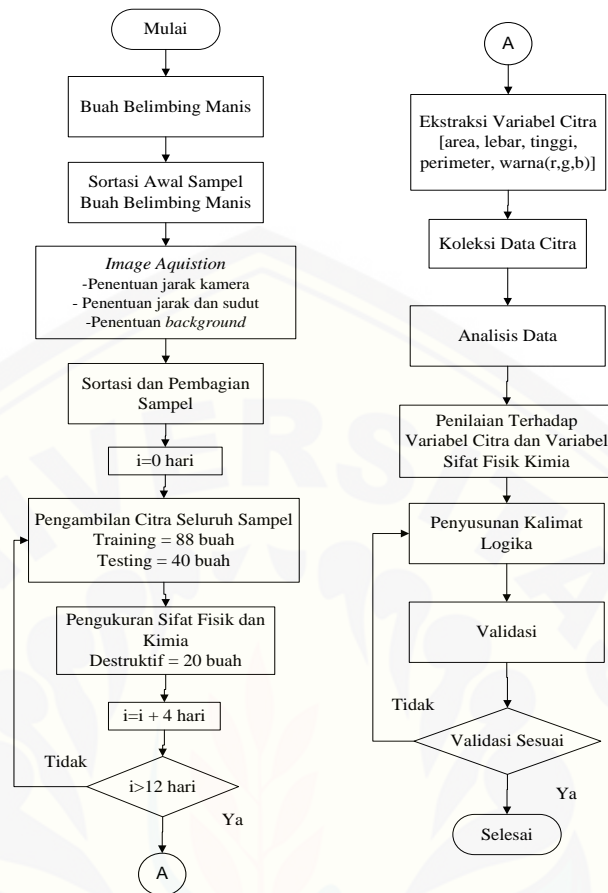 Mulai
Buah Belimbing Manis
Sortasi Awal Sampel
Buah Belimbing Manis
Image Aquistion
-Penentuan jarak kamera
- Penentuan jarak dan sudut
-Penentuan background
Sortasi dan Pembagian
Sampel
i=0 hari
Pengambilan Citra Seluruh Sampel
Training = 88 buah
Testing = 40 buah
Pengukuran Sifat Fisik dan
Kimia
Destruktif = 20 buah
i=i + 4 hari
Tidak
i>12 hari
Ya
A
A
Ekstraksi Variabel Citra
[area, lebar, tinggi,
perimeter, warna(r,g,b)]
Koleksi Data Citra
Analisis Data
Penilaian Terhadap
Variabel Citra dan Variabel
Sifat Fisik Kimia
Penyusunan Kalimat
Logika
Validasi
Tidak
Validasi Sesuai
Ya
Selesai